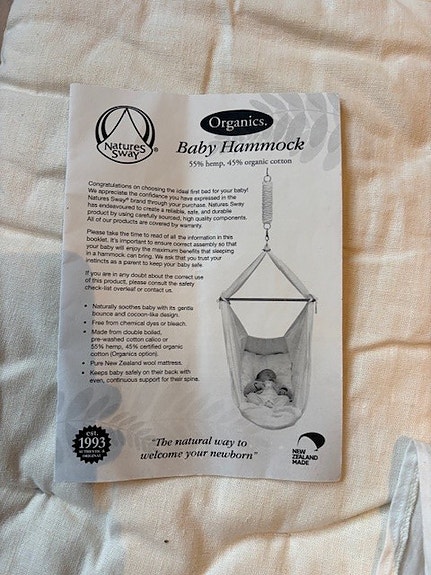 Natures
Sway®
Organics.
Baby Hammock
55% hemp, 45% organic cotton
Congratulations on choosing the ideal first bed for your baby!
We appreciate the confidence you have expressed in the
Natures Sway® brand through your purchase. Natures Sway
has endeavoured to create a reliable, safe, and durable
product by using carefully sourced, high quality components.
All of our products are covered by warranty.
Please take the time to read all of the information in this
booklet. It's important to ensure correct assembly so that
your baby will enjoy the maximum benefits that sleeping
in a hammock can bring. We ask that you trust your
instincts as a parent to keep your baby safe.
If you are in any doubt about the correct use
of this product, please consult the safety
check-list overleaf or contact us.
• Naturally soothes baby with its gentle
bounce and cocoon-like design.
• Free from chemical dyes or bleach.
• Made from double boiled,
pre-washed cotton calico or
55% hemp, 45% certified organic
cotton (Organics option).
• Pure New Zealand wool mattress.
• Keeps baby safely on their back with
even, continuous support for their spine.
est.
1993
AUTHENTIC
ORIGINAL
"The natural way to
welcome your newborn"
NEW
ZEALAND
MADE